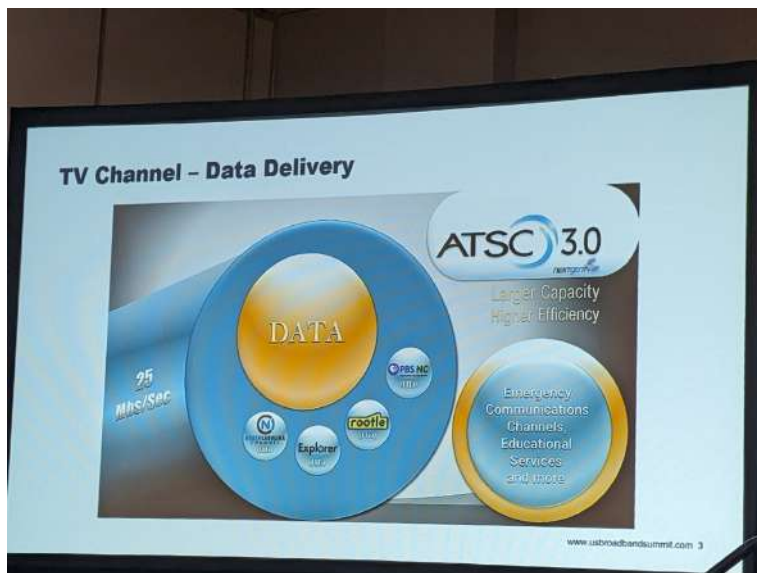 TV Channel – Data Delivery
ATSC 3.0
nextgentv
Larger Capacity
Higher Efficiency
DATA
25
Mbs/Sec
PBS NC
rootle
Explorer
Emergency
Communications
Channels,
Educational
Services
and more
www.usbroadbandsummit.com 3